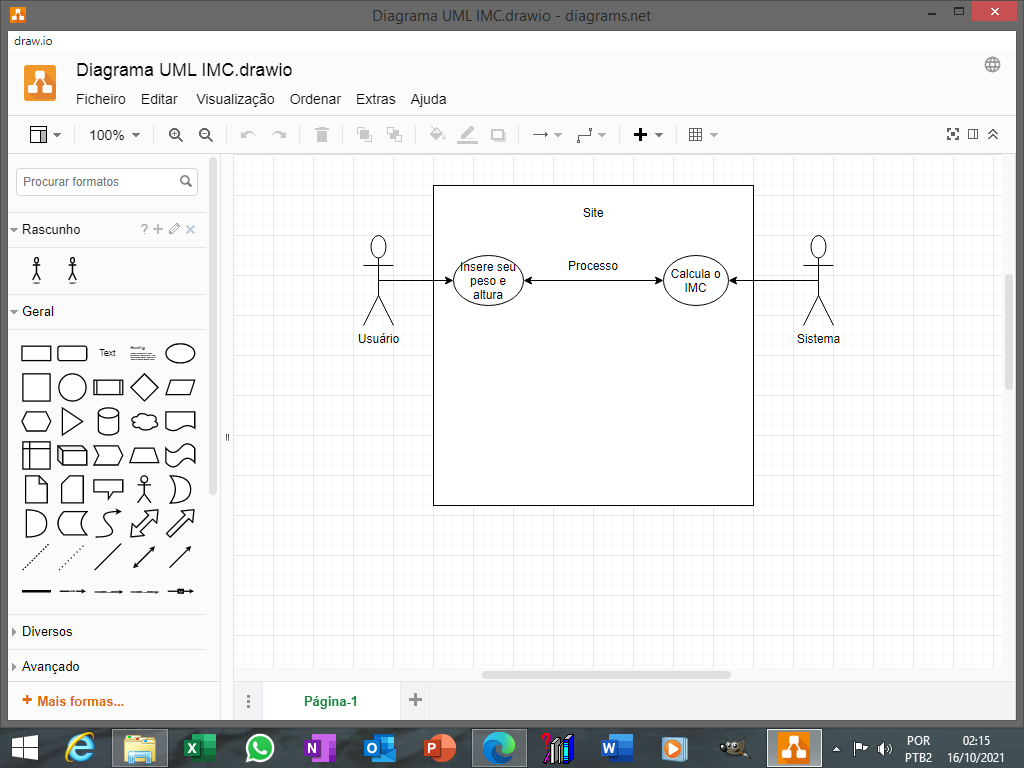 Diagrama UML IMC.drawio - diagrams.net
draw.io
Diagrama UML IMC.drawio
Ficheiro Editar Visualização Ordenar Extras Ajuda
100%
Procurar formatos
Rascunho
Geral
Text
Heading
Diversos
Avançado
+ Mais formas...
Site
Insere seu
peso e
altura
Processo
Calcula o
IMC
Usuário
Sistema
Página-1
POR
PTB2
02:15
16/10/2021